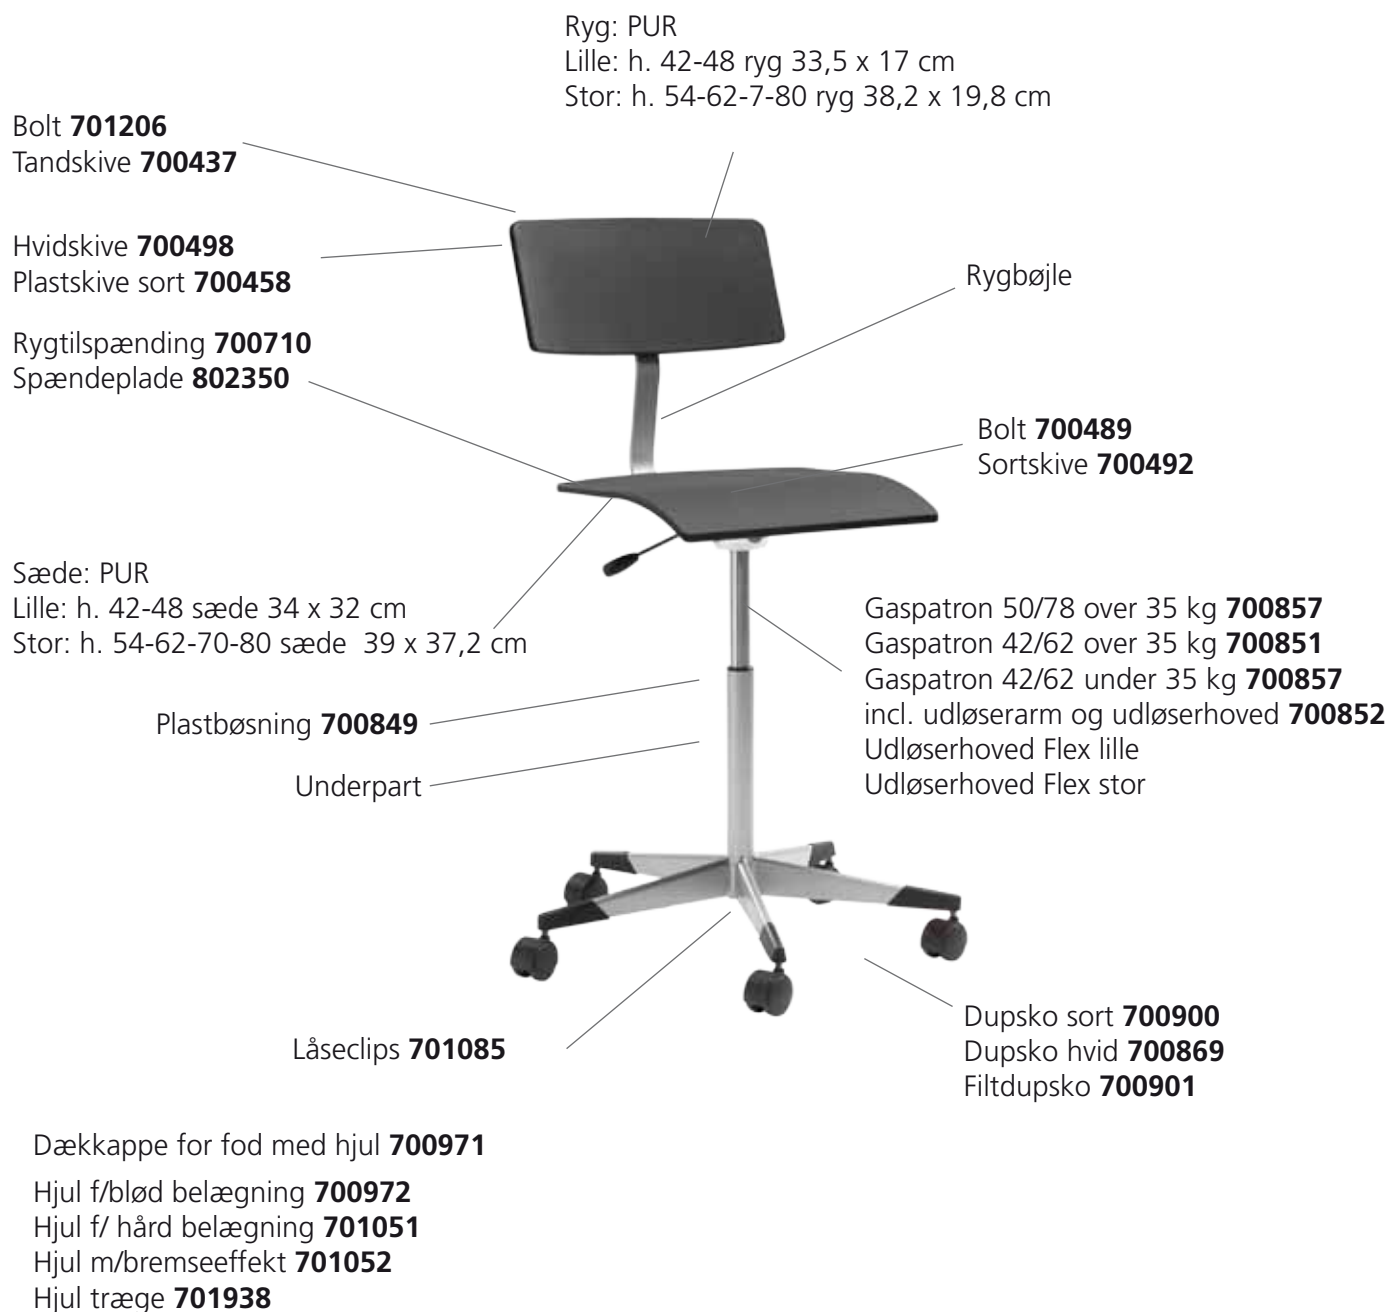 Ryg: PUR
Lille: h. 42-48 ryg 33,5 x 17 cm
Stor: h. 54-62-7-80 ryg 38,2 x 19,8 cm
Bolt 701206
Tandskive 700437
Hvidskive 700498
Plastskive sort 700458
Rygbøjle
Rygtilspænding 700710
Spændeplade 802350
Bolt 700489
Sortskive 700492
Sæde: PUR
Lille: h. 42-48 sæde 34 x 32 cm
Stor: h. 54-62-70-80 sæde 39 x 37,2 cm
Gaspatron 50/78 over 35 kg 700857
Gaspatron 42/62 over 35 kg 700851
Gaspatron 42/62 under 35 kg 700857
incl. udløserarm og udløserhoved 700852
Udløserhoved Flex lille
Udløserhoved Flex stor
Plastbøsning 700849
Underpart
Låseclips 701085
Dupsko sort 700900
Dupsko hvid 700869
Filtdupsko 700901
Dækkappe for fod med hjul 700971
Hjul f/blød belægning 700972
Hjul f/ hård belægning 701051
Hjul m/bremseeffekt 701052
Hjul træge 701938